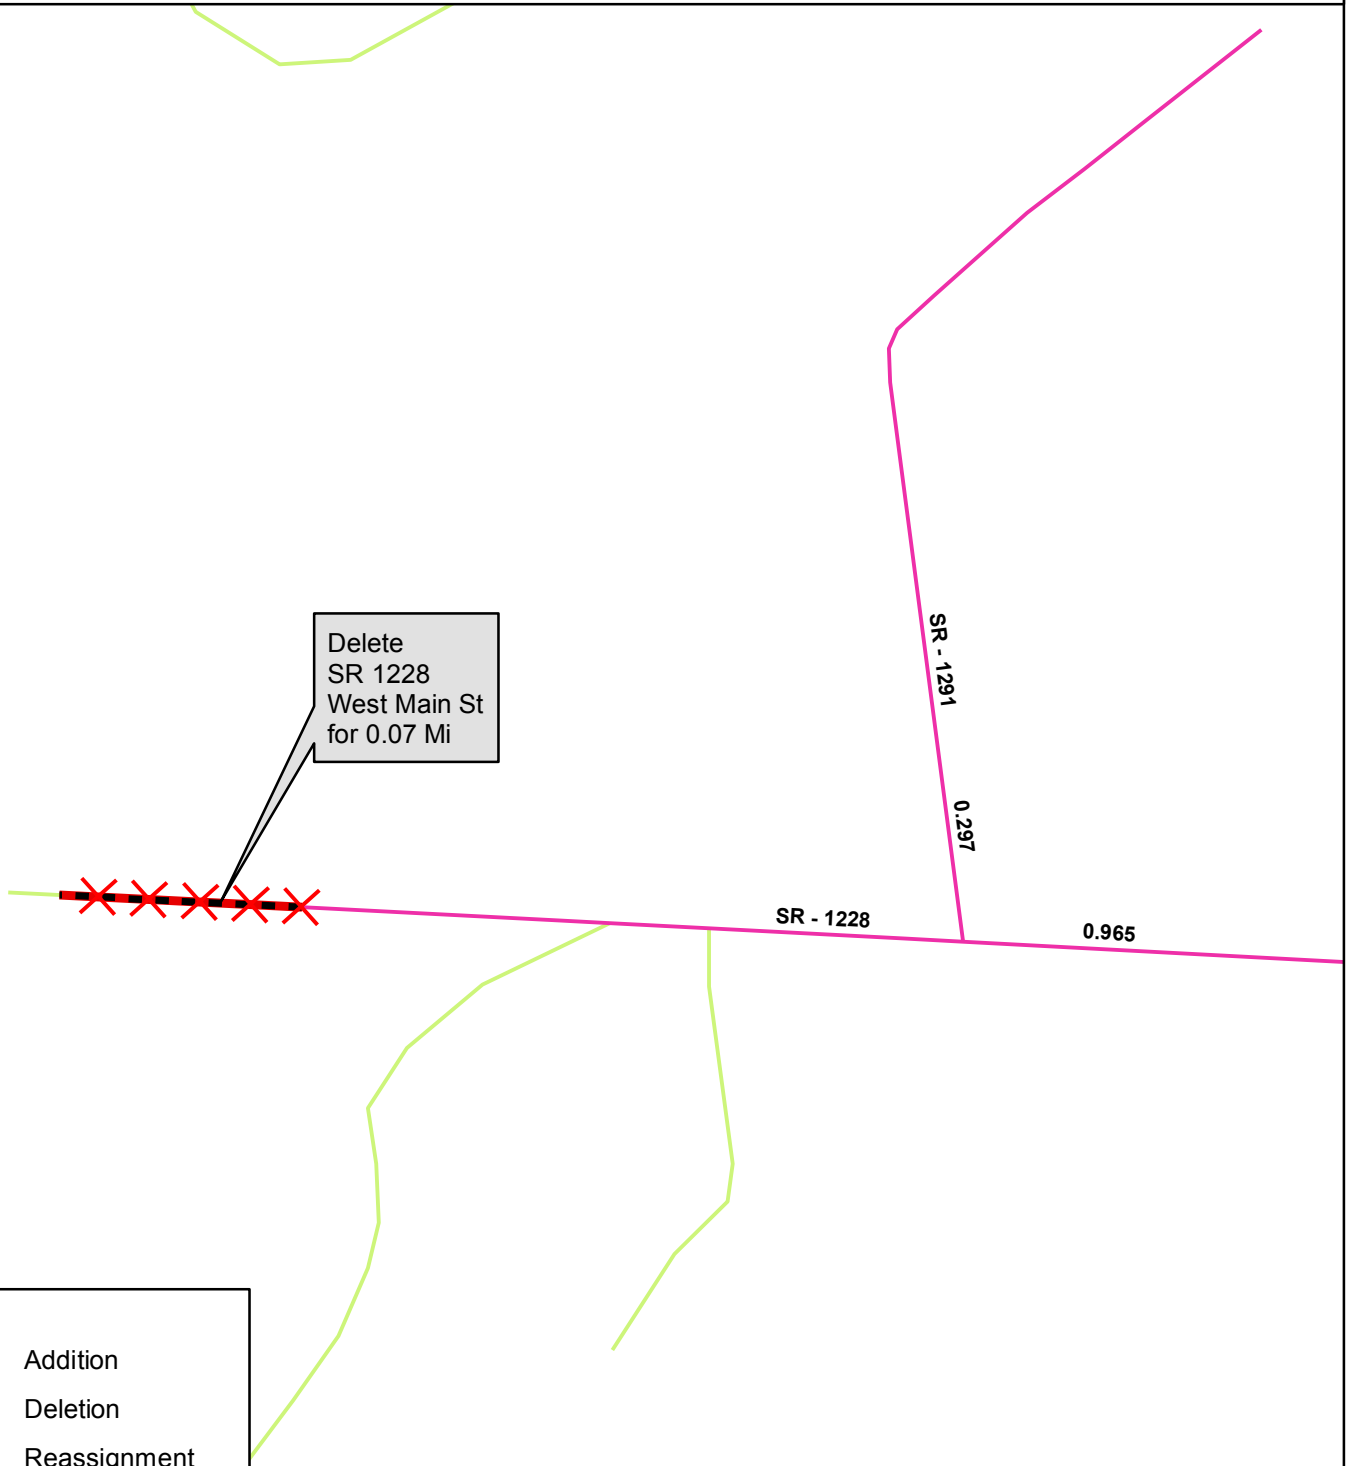 Delete
SR 1228
West Main St
for 0.07 Mi
SR - 1291
0.297
SR - 1228
0.965
Addition
Deletion
Reassignment